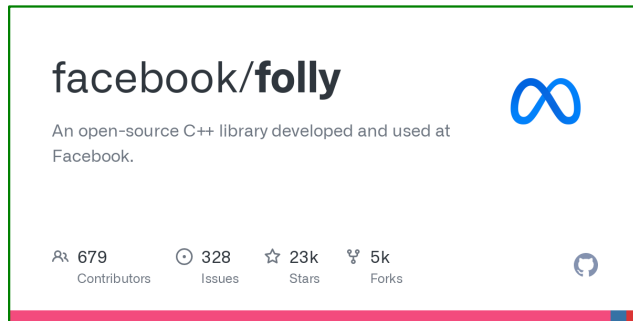 facebook/folly
An open-source C++ library developed and used at
Facebook.
679 328 23k 5k
Contributors Issues Stars Forks